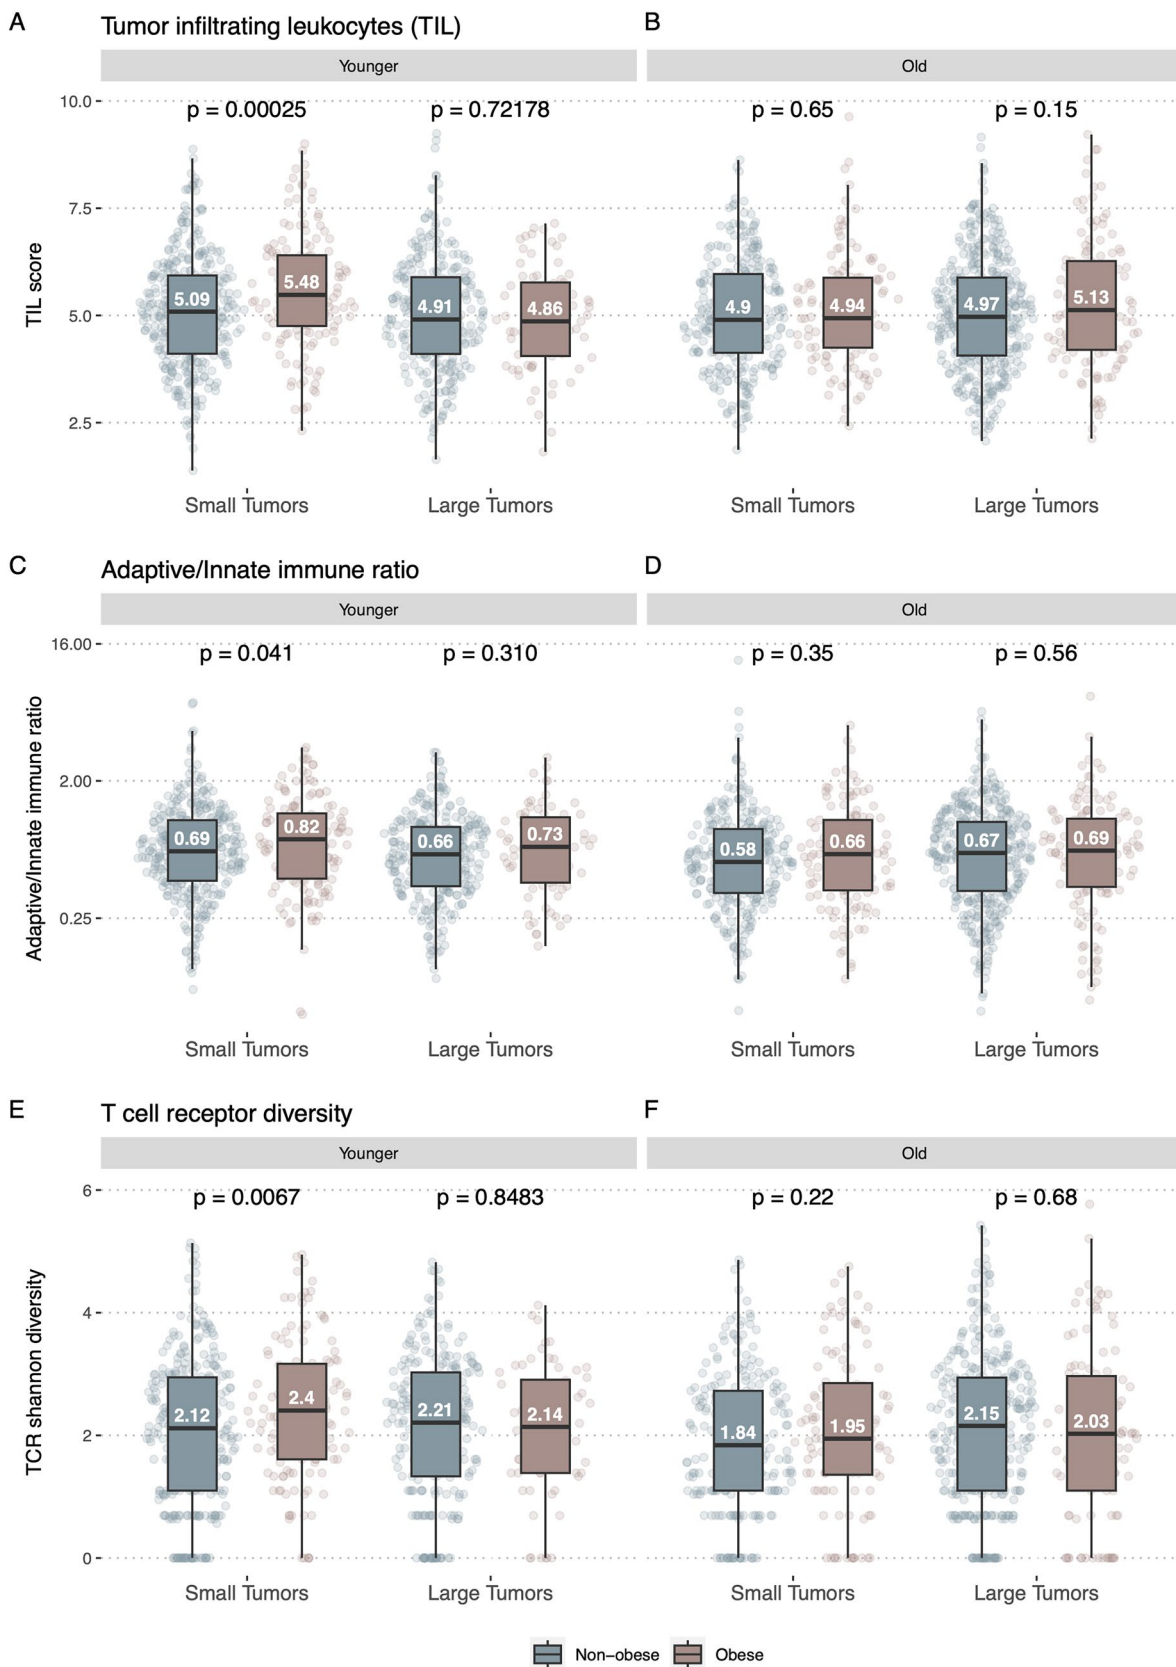 A Tumor infiltrating leukocytes (TIL) B
Younger Old
p = 0.00025 p = 0.72178 p = 0.65 p = 0.15
TIL score
10.0
7.5
5.0
2.5
5.09 5.48 4.91 4.86 4.9 4.94 4.97 5.13
Small Tumors Large Tumors Small Tumors Large Tumors
C Adaptive/Innate immune ratio D
Younger Old
p = 0.041 p = 0.310 p = 0.35 p = 0.56
Adaptive/Innate immune ratio
16.00
2.00
0.25
0.69 0.82 0.66 0.73 0.58 0.66 0.67 0.69
Small Tumors Large Tumors Small Tumors Large Tumors
E T cell receptor diversity F
Younger Old
p = 0.0067 p = 0.8483 p = 0.22 p = 0.68
TCR shannon diversity
6
4
2
0
2.12 2.4 2.21 2.14 1.84 1.95 2.15 2.03
Small Tumors Large Tumors Small Tumors Large Tumors
Non-obese Obese